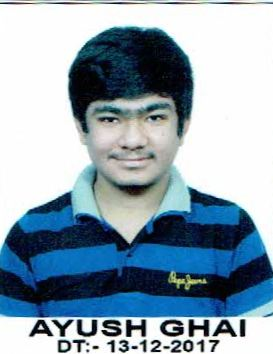 Pepe Jeans
AYUSH GHAI
DT:- 13-12-2017